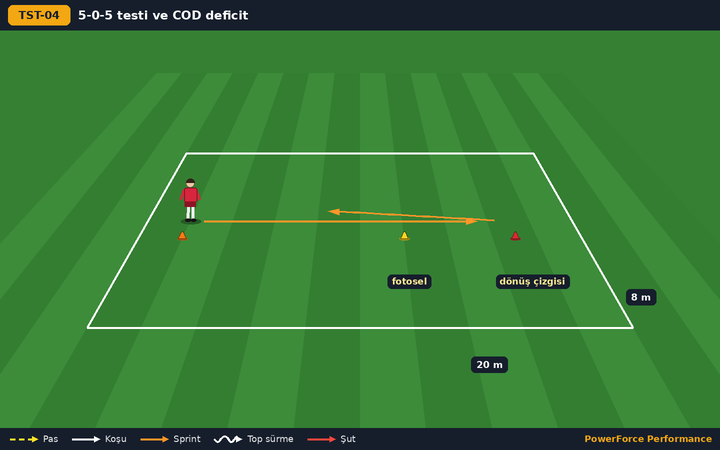 TST-04
5-0-5 testi ve COD deficit
fotosel
dönüş çizgisi
8 m
20 m
Pas
Koşu
Sprint
Top sürme
Şut
PowerForce Performance